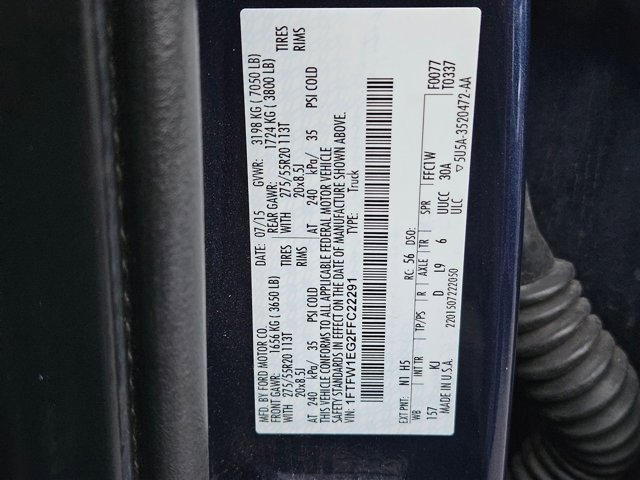 MFD. BY FORD MOTOR CO.
DATE: 07/15 GVWR: 3198 KG ( 7050 LB)
FRONT GAWR: 1656 KG ( 3650 LB) REAR GAWR: 1724 KG ( 3800 LB)
WITH 275/55R20 113T TIRES WITH 275/55R20 113T TIRES
20x8.5J RIMS 20x8.5J RIMS
AT 240 kPa/ 35 PSI COLD AT 240 kPa/ 35 PSI COLD
THIS VEHICLE CONFORMS TO ALL APPLICABLE FEDERAL MOTOR VEHICLE
SAFETY STANDARDS IN EFFECT ON THE DATE OF MANUFACTURE SHOWN ABOVE.
VIN: 1FTFW1EG2FFC22291 TYPE: Truck
EXT PNT: N1 H5 RC: 56 DSO: F0077
WB INT TR TP/PS R AXLE TR SPR FFC1W T0337
157 KJ D L9 6 UUCC 30A
MADE IN U.S.A. 2201507222050 ULC ▽5U5A-3520472-AA